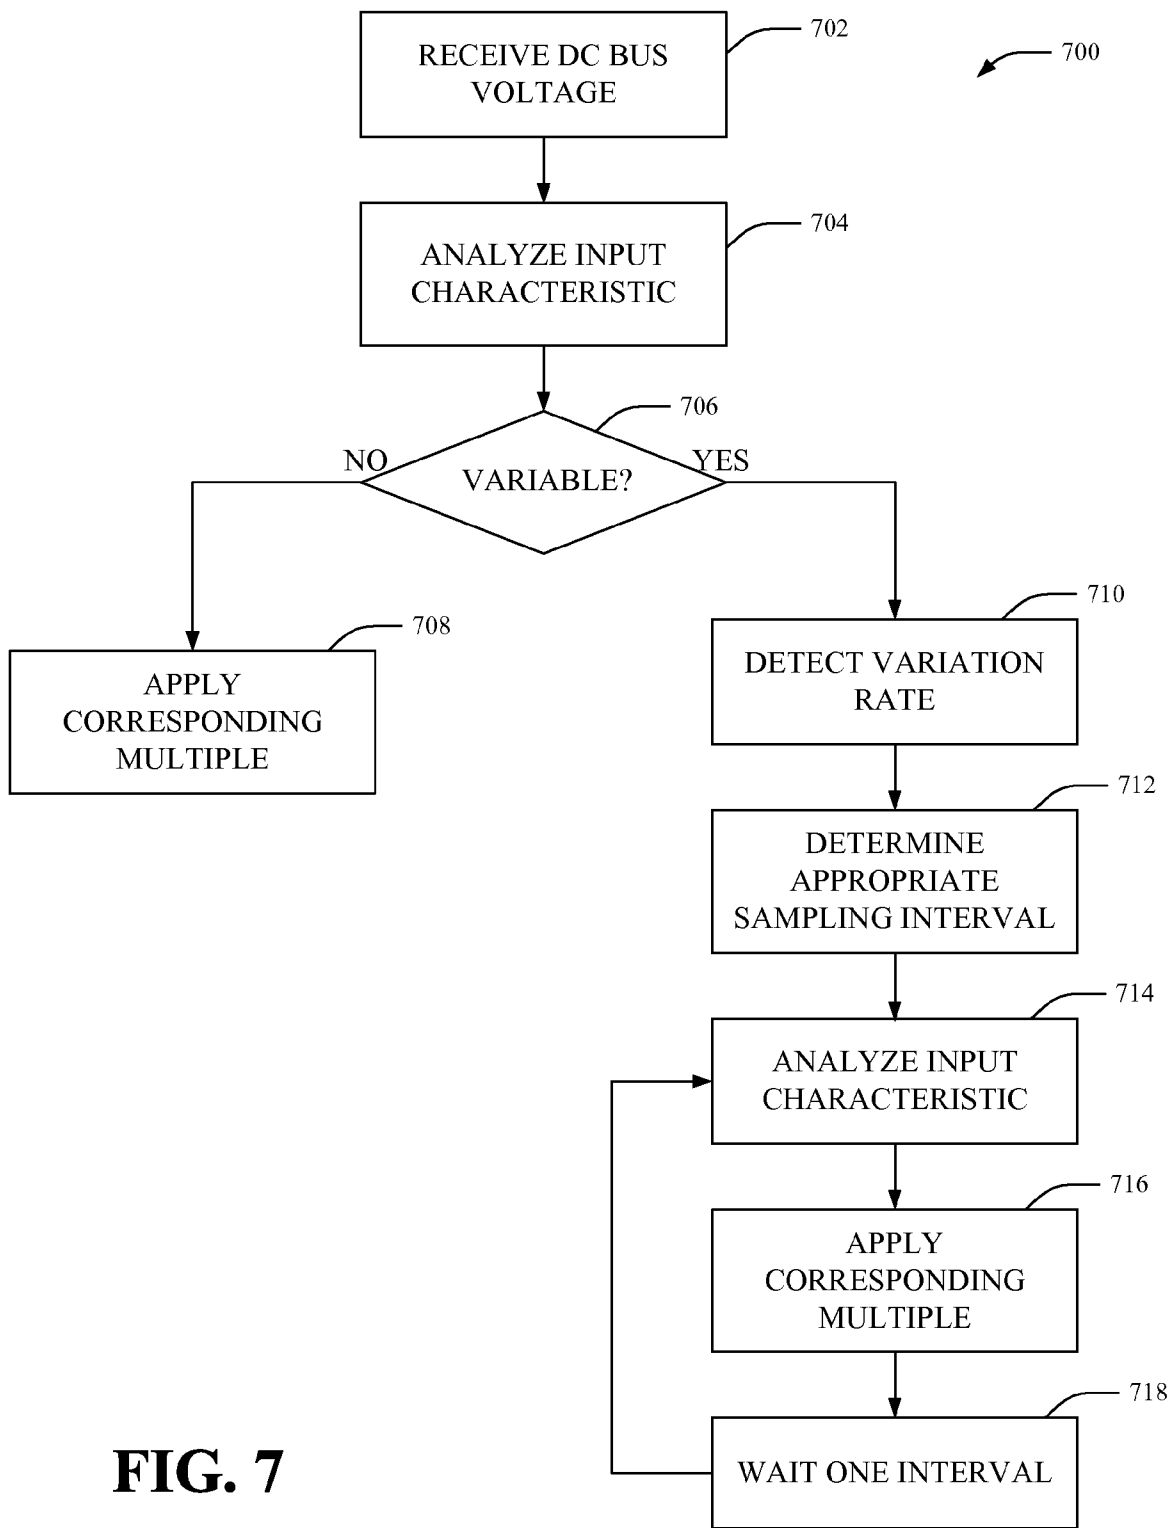 702
700
RECEIVE DC BUS
VOLTAGE
704
ANALYZE INPUT
CHARACTERISTIC
706
NO
YES
VARIABLE?
710
708
DETECT VARIATION
RATE
APPLY
CORRESPONDING
MULTIPLE
712
DETERMINE
APPROPRIATE
SAMPLING INTERVAL
714
ANALYZE INPUT
CHARACTERISTIC
716
APPLY
CORRESPONDING
MULTIPLE
718
WAIT ONE INTERVAL
FIG. 7